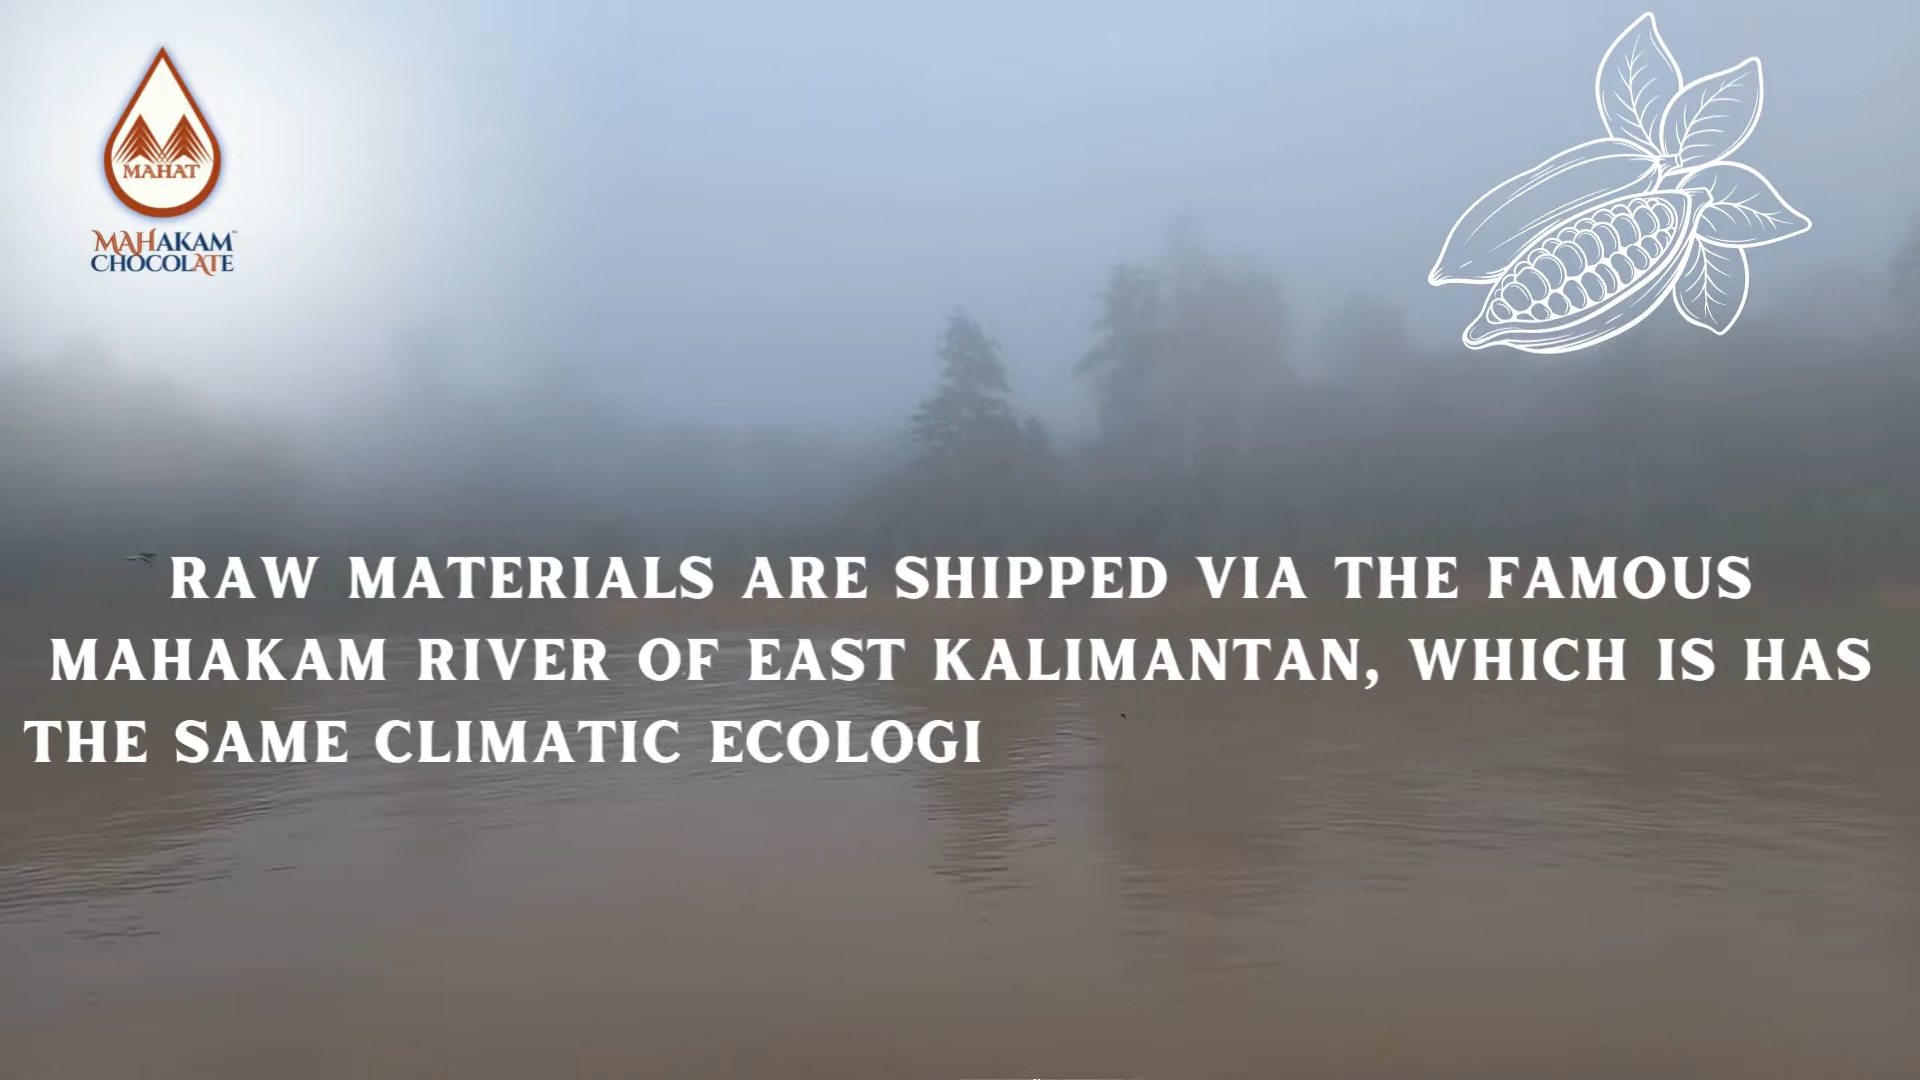 MAHAT
MAHAKAM
CHOCOLATE
RAW MATERIALS ARE SHIPPED VIA THE FAMOUS
MAHAKAM RIVER OF EAST KALIMANTAN, WHICH IS HAS
THE SAME CLIMATIC ECOLOGI